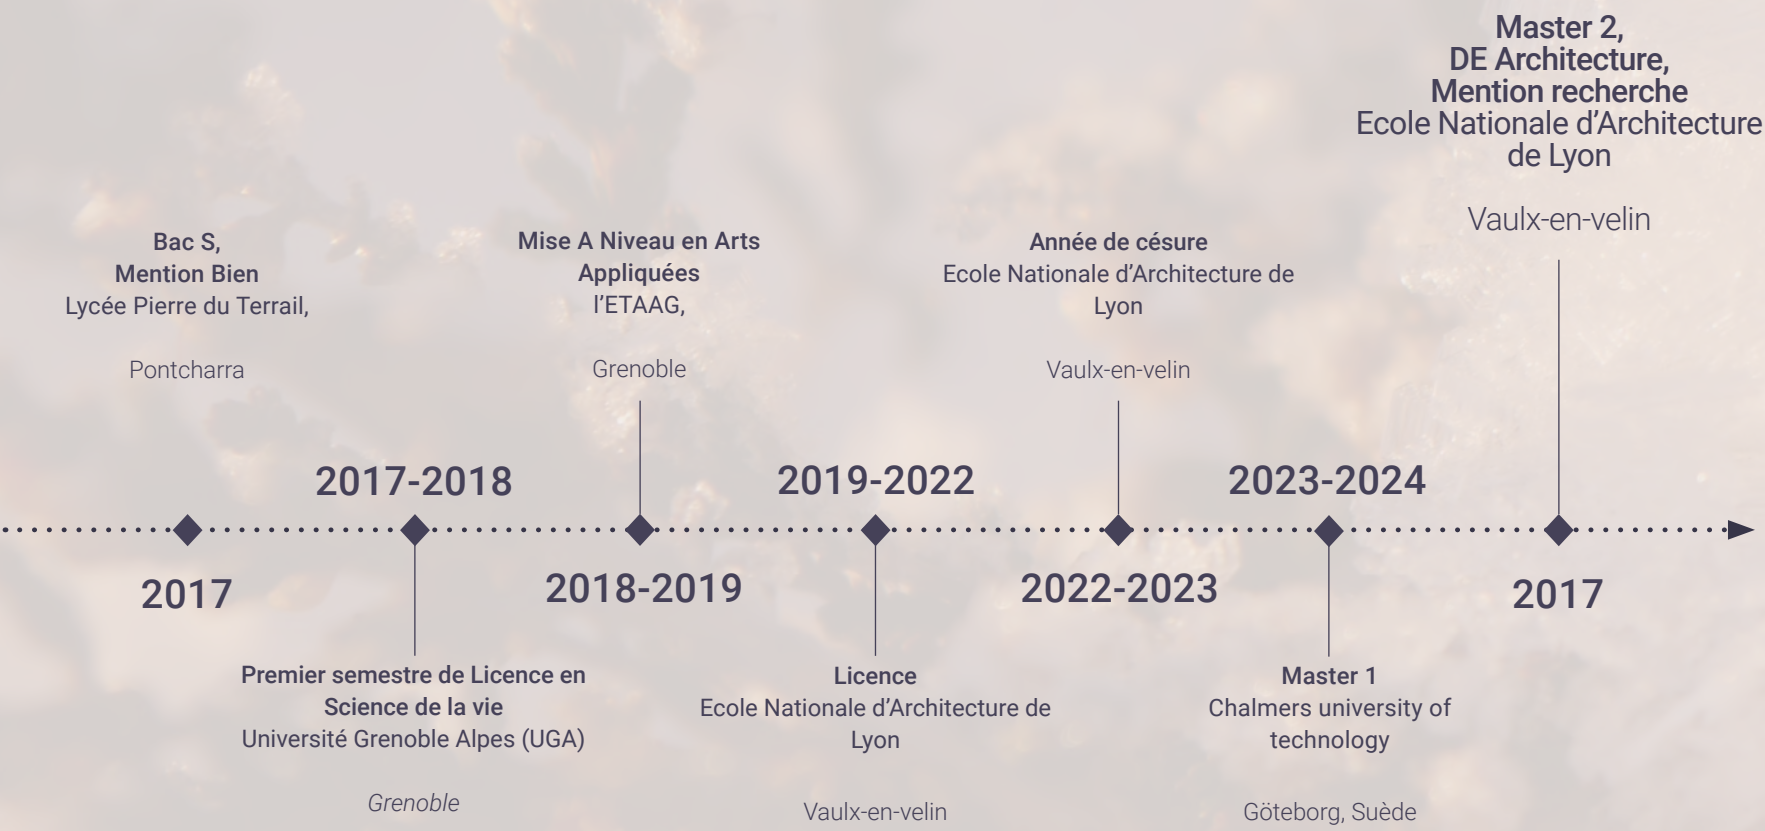 Bac S,
Mention Bien
Lycée Pierre du Terrail,
Pontcharra
2017
2017-2018
Premier semestre de Licence en
Science de la vie
Université Grenoble Alpes (UGA)
Grenoble
Mise A Niveau en Arts
Appliquées
l’ETAAG,
Grenoble
2018-2019
2019-2022
Licence
Ecole Nationale d’Architecture de
Lyon
Vaulx-en-velin
Année de césure
Ecole Nationale d’Architecture de
Lyon
Vaulx-en-velin
2022-2023
2023-2024
Master 1
Chalmers university of
technology
Göteborg, Suède
Master 2,
DE Architecture,
Mention recherche
Ecole Nationale d’Architecture
de Lyon
Vaulx-en-velin
2017